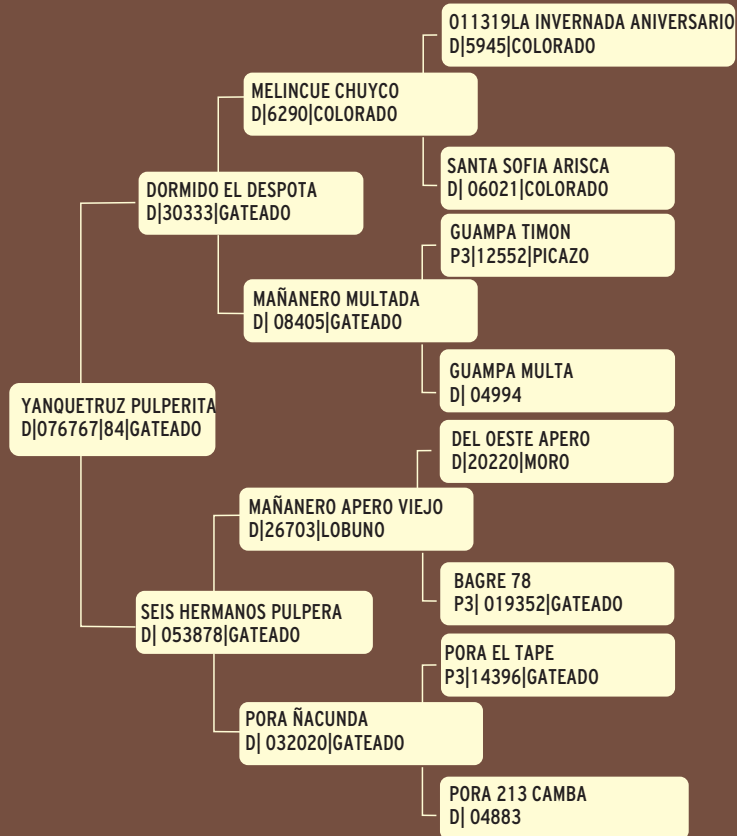 011319LA INVERNADA ANIVERSARIO
D|5945|COLORADO
MELINCUE CHUYCO
D|6290|COLORADO
SANTA SOFIA ARISCA
D| 06021|COLORADO
DORMIDO EL DESPOTA
D|30333|GATEADO
GUAMPA TIMON
P3|12552|PICAZO
MAÑANERO MULTADA
D| 08405|GATEADO
GUAMPA MULTA
D| 04994
YANQUETRUZ PULPERITA
D|076767|84|GATEADO
DEL OESTE APERO
D|20220|MORO
MAÑANERO APERO VIEJO
D|26703|LOBUNO
BAGRE 78
P3| 019352|GATEADO
SEIS HERMANOS PULPERA
D| 053878|GATEADO
PORA EL TAPE
P3|14396|GATEADO
PORA ÑACUNDA
D| 032020|GATEADO
PORA 213 CAMBA
D| 04883